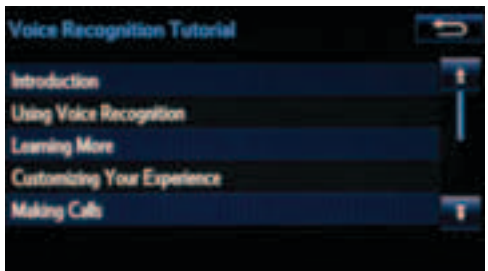 Voice Recognition Tutorial
Introduction
Using Voice Recognition
Learning More
Customizing Your Experience
Making Calls